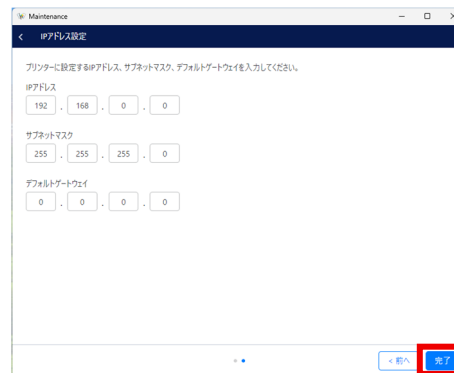 Maintenance
< IPアドレス設定
プリンターに設定するIPアドレス、サブネットマスク、デフォルトゲートウェイを入力してください。
IPアドレス
192 . 168 . 0 . 0
サブネットマスク
255 . 255 . 255 . 0
デフォルトゲートウェイ
0 . 0 . 0 . 0
< 前へ 完了